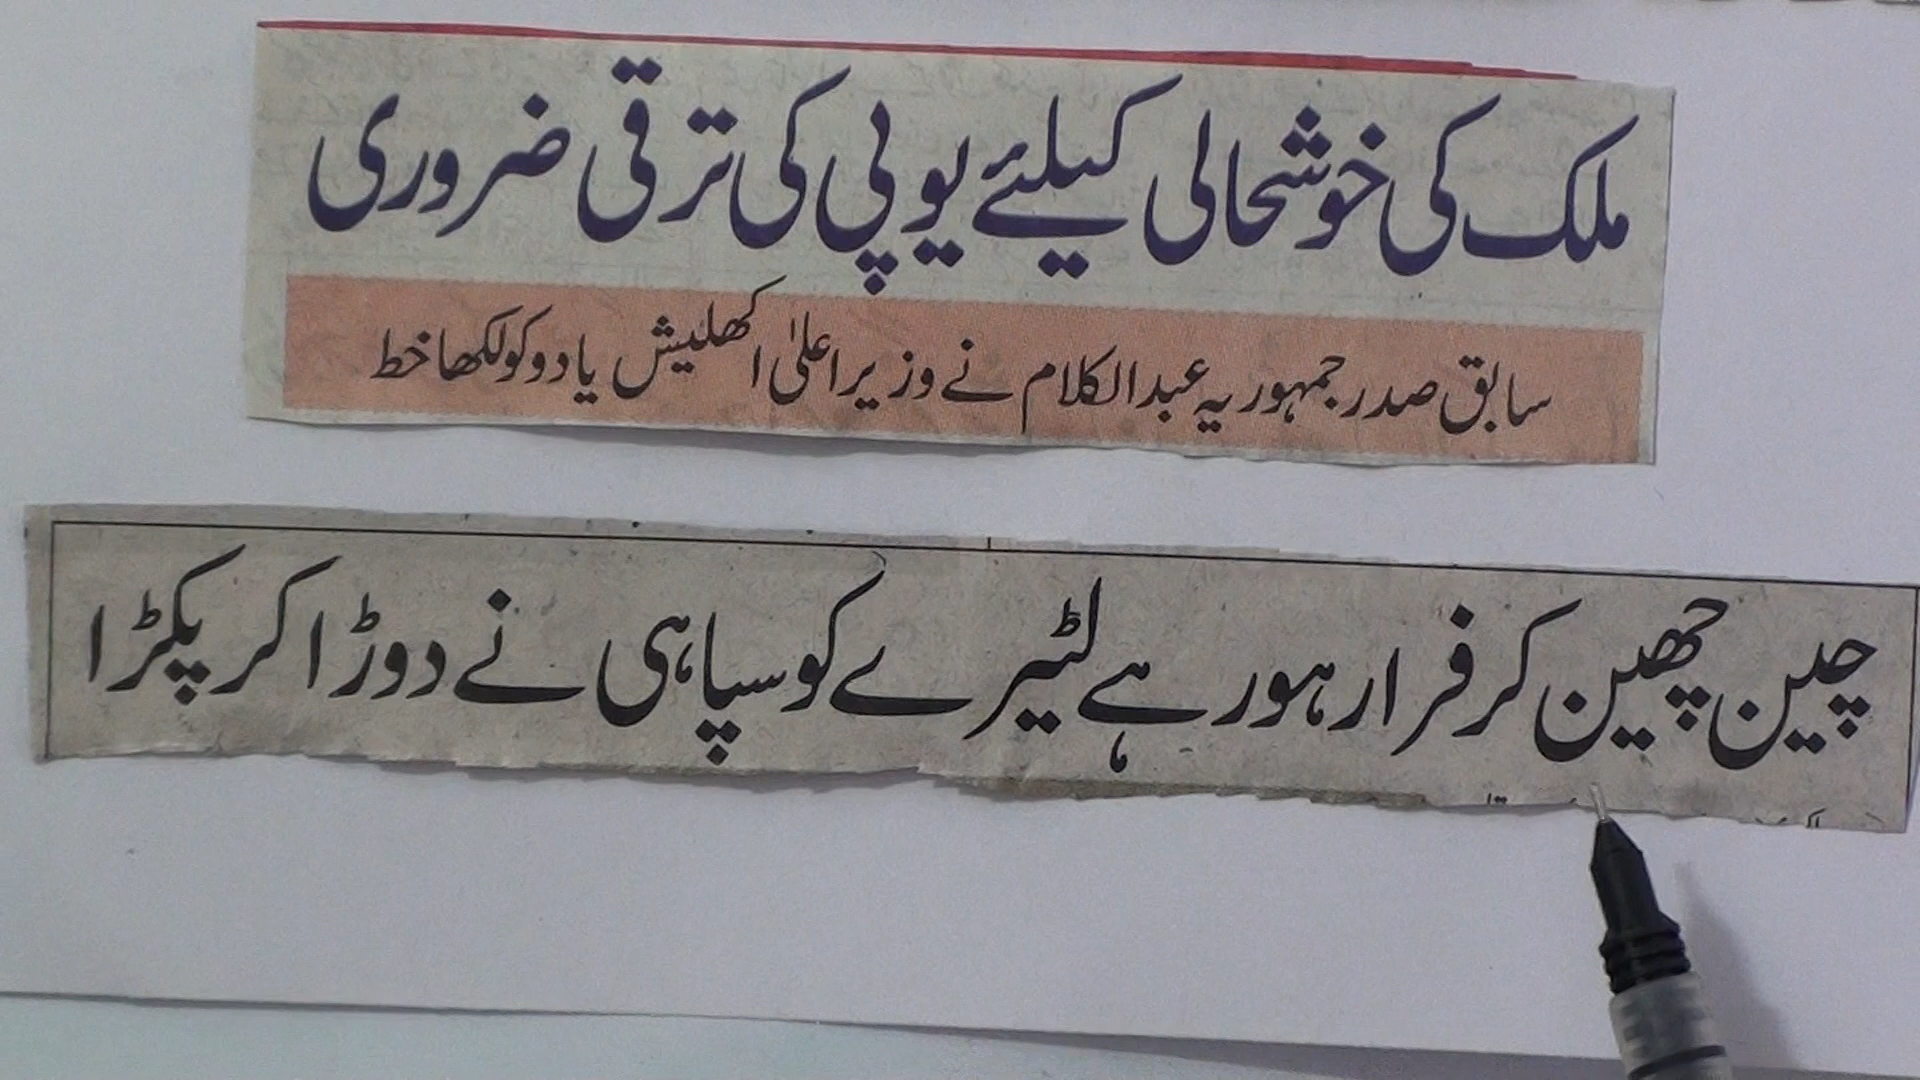 ملک کی خوشحالی کیلئے یوپی کی ترقی ضروری
سابق صدر جمہوریہ عبدالکلام نے وزیر اعلیٰ اکھلیش یادو کو لکھا خط
چین چھین کر فرار ہو رہے لٹیرے کو سپاہی نے دوڑا کر پکڑا